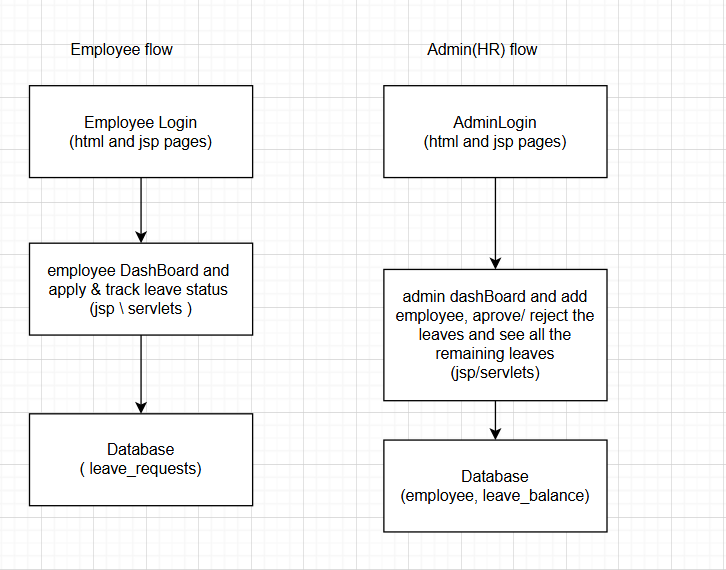 Employee flow
Employee Login
(html and jsp pages)
employee DashBoard and
apply & track leave status
(jsp \ servlets )
Database
( leave_requests)
Admin(HR) flow
AdminLogin
(html and jsp pages)
admin dashBoard and add
employee, aprove/ reject the
leaves and see all the
remaining leaves
(jsp/servlets)
Database
(employee, leave_balance)